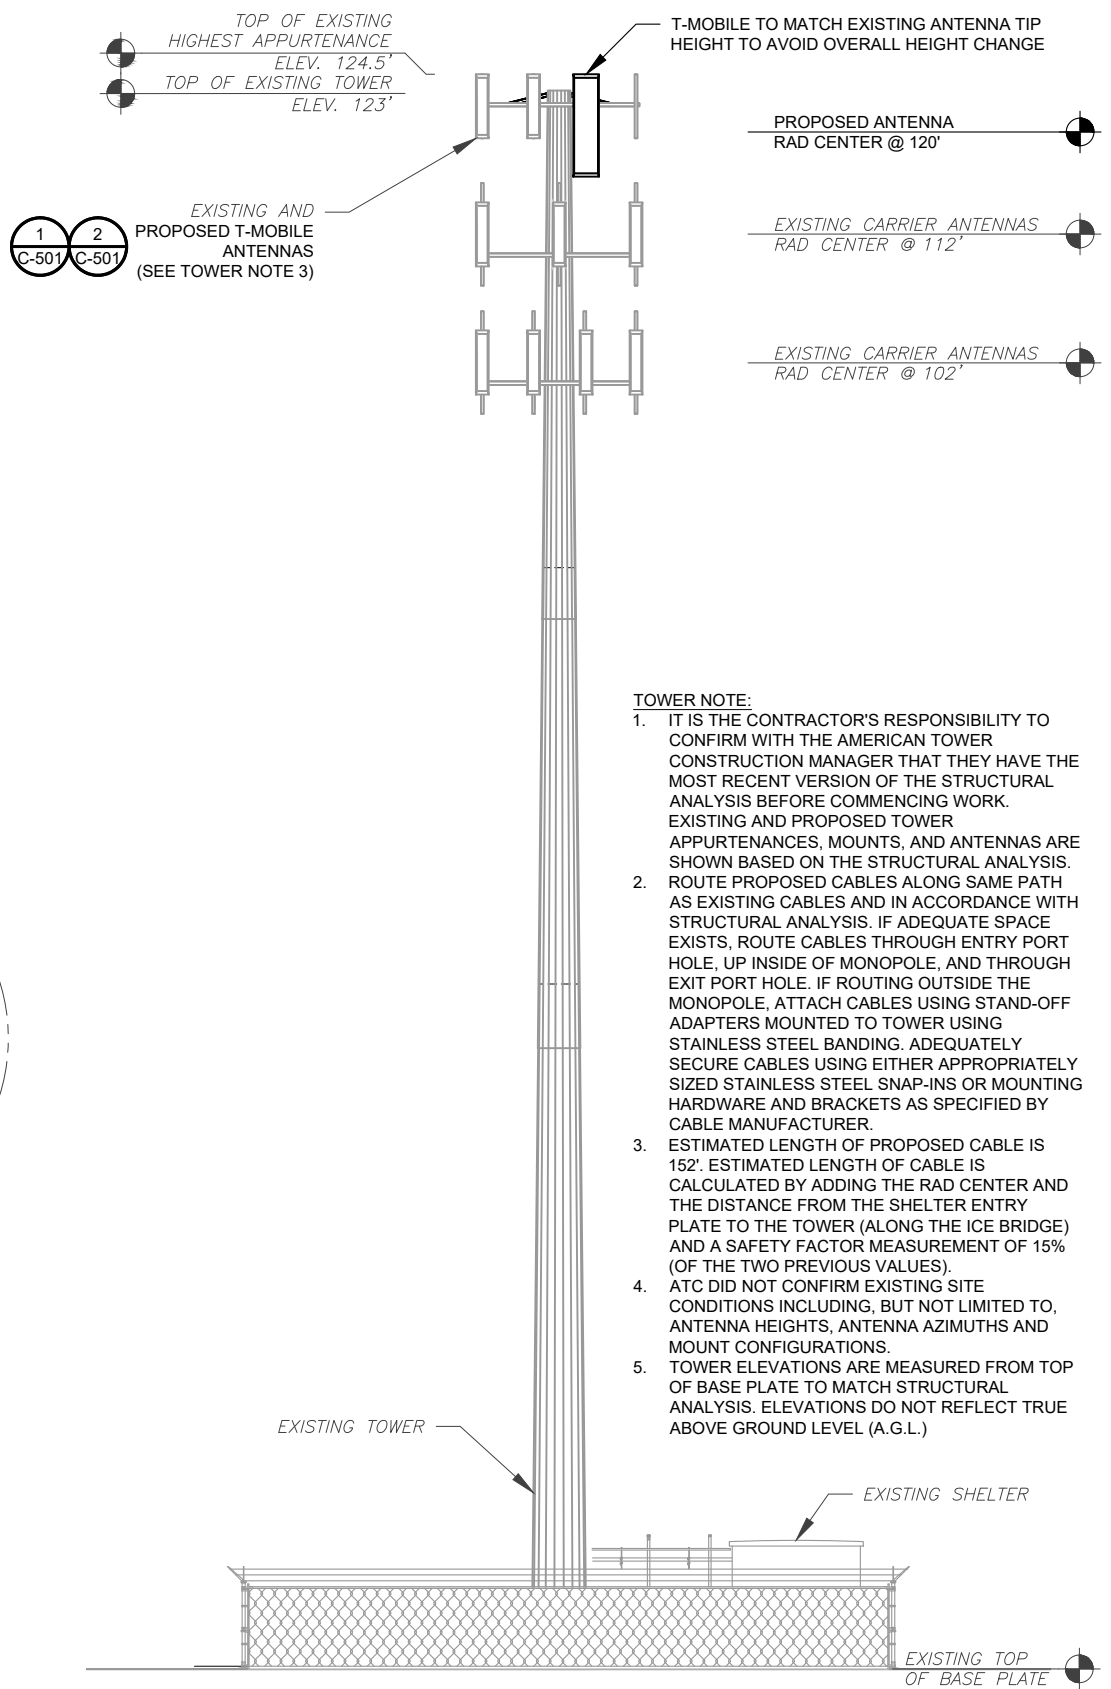 TOP OF EXISTING
HIGHEST APPURTENANCE
ELEV. 124.5'
TOP OF EXISTING TOWER
ELEV. 123'
T-MOBILE TO MATCH EXISTING ANTENNA TIP
HEIGHT TO AVOID OVERALL HEIGHT CHANGE
PROPOSED ANTENNA
RAD CENTER @ 120'
EXISTING AND
PROPOSED T-MOBILE
ANTENNAS
(SEE TOWER NOTE 3)
1
C-501
2
C-501
EXISTING CARRIER ANTENNAS
RAD CENTER @ 112'
EXISTING CARRIER ANTENNAS
RAD CENTER @ 102'
TOWER NOTE:
1. IT IS THE CONTRACTOR'S RESPONSIBILITY TO
CONFIRM WITH THE AMERICAN TOWER
CONSTRUCTION MANAGER THAT THEY HAVE THE
MOST RECENT VERSION OF THE STRUCTURAL
ANALYSIS BEFORE COMMENCING WORK.
EXISTING AND PROPOSED TOWER
APPURTENANCES, MOUNTS, AND ANTENNAS ARE
SHOWN BASED ON THE STRUCTURAL ANALYSIS.
2. ROUTE PROPOSED CABLES ALONG SAME PATH
AS EXISTING CABLES AND IN ACCORDANCE WITH
STRUCTURAL ANALYSIS. IF ADEQUATE SPACE
EXISTS, ROUTE CABLES THROUGH ENTRY PORT
HOLE, UP INSIDE OF MONOPOLE, AND THROUGH
EXIT PORT HOLE. IF ROUTING OUTSIDE THE
MONOPOLE, ATTACH CABLES USING STAND-OFF
ADAPTERS MOUNTED TO TOWER USING
STAINLESS STEEL BANDING. ADEQUATELY
SECURE CABLES USING EITHER APPROPRIATELY
SIZED STAINLESS STEEL SNAP-INS OR MOUNTING
HARDWARE AND BRACKETS AS SPECIFIED BY
CABLE MANUFACTURER.
3. ESTIMATED LENGTH OF PROPOSED CABLE IS
152'. ESTIMATED LENGTH OF CABLE IS
CALCULATED BY ADDING THE RAD CENTER AND
THE DISTANCE FROM THE SHELTER ENTRY
PLATE TO THE TOWER (ALONG THE ICE BRIDGE)
AND A SAFETY FACTOR MEASUREMENT OF 15%
(OF THE TWO PREVIOUS VALUES).
4. ATC DID NOT CONFIRM EXISTING SITE
CONDITIONS INCLUDING, BUT NOT LIMITED TO,
ANTENNA HEIGHTS, ANTENNA AZIMUTHS AND
MOUNT CONFIGURATIONS.
5. TOWER ELEVATIONS ARE MEASURED FROM TOP
OF BASE PLATE TO MATCH STRUCTURAL
ANALYSIS. ELEVATIONS DO NOT REFLECT TRUE
ABOVE GROUND LEVEL (A.G.L.)
EXISTING TOWER
EXISTING SHELTER
EXISTING TOP
OF BASE PLATE